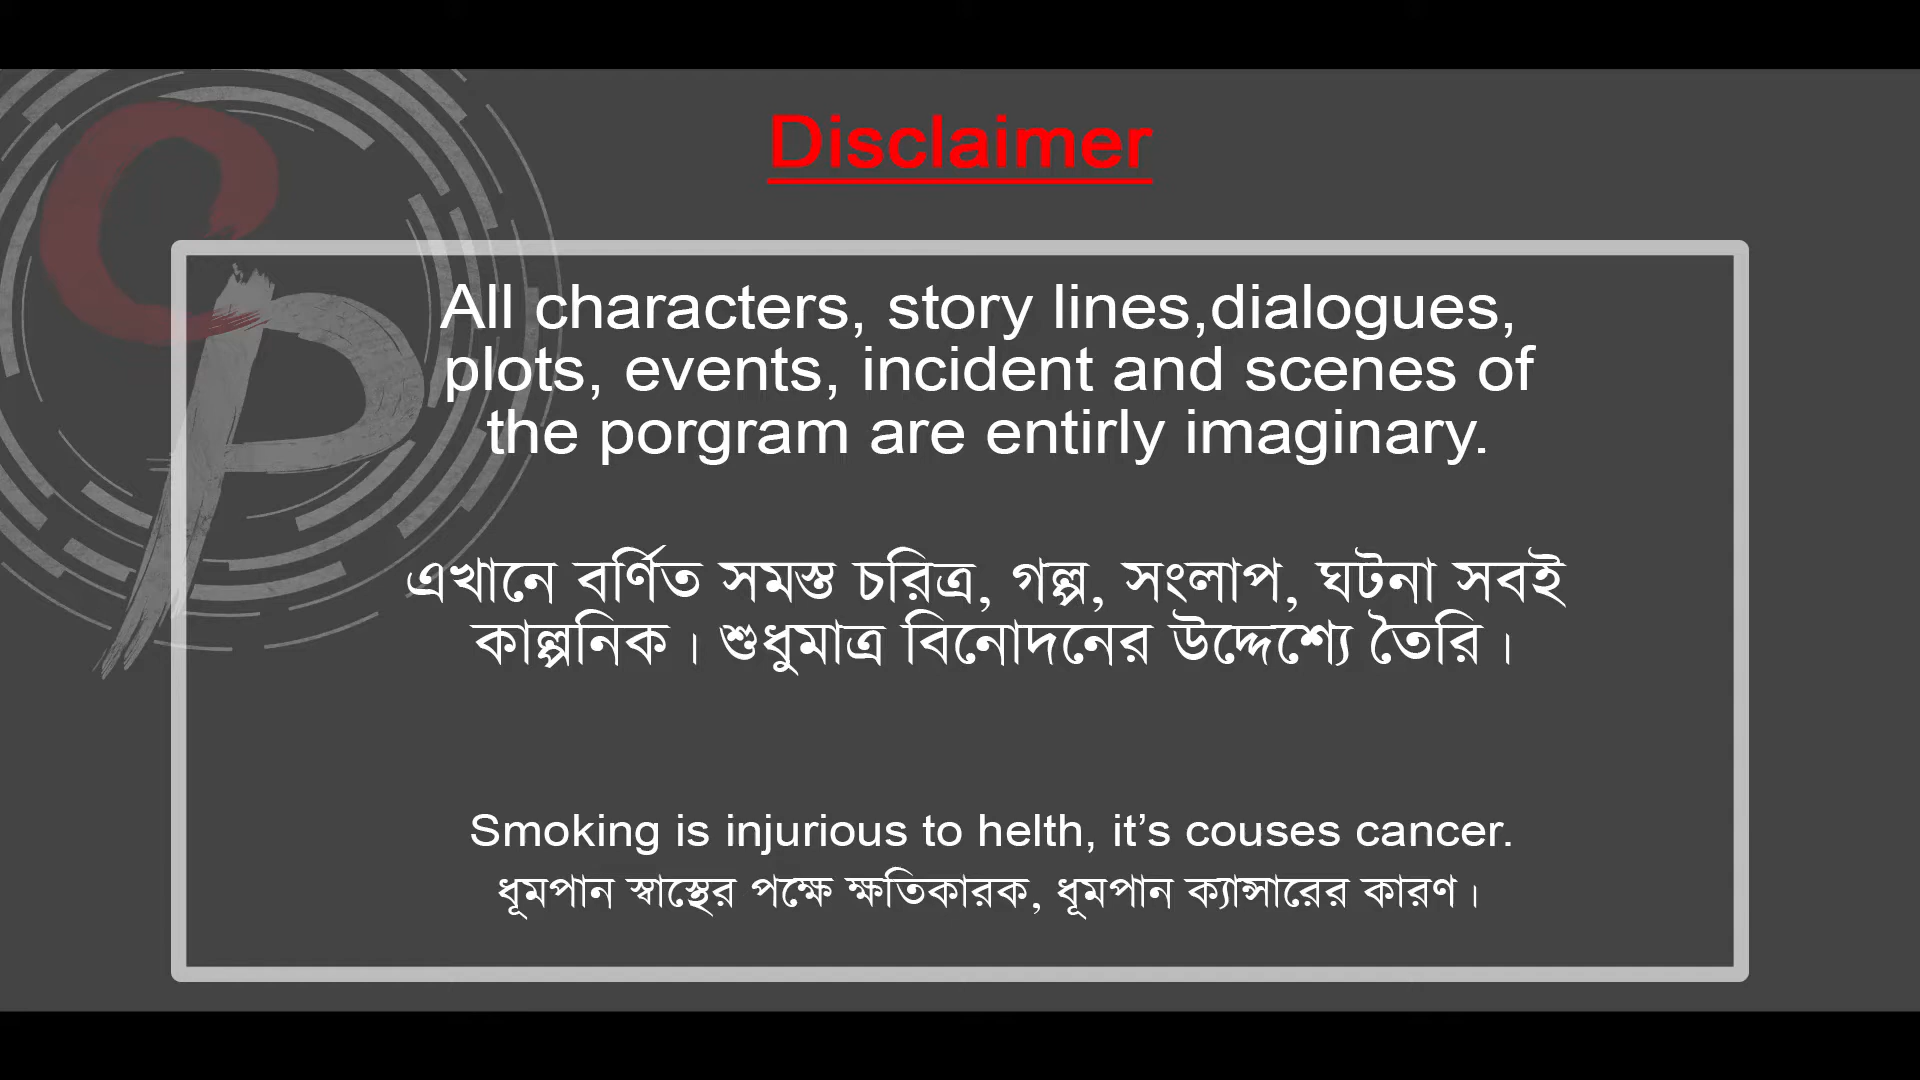 Disclaimer
All characters, story lines,dialogues,
plots, events, incident and scenes of
the porgram are entirly imaginary.
এখানে বর্ণিত সমস্ত চরিত্র, গল্প, সংলাপ, ঘটনা সবই
কাল্পনিক। শুধুমাত্র বিনোদনের উদ্দেশ্যে তৈরি।
Smoking is injurious to helth, it’s couses cancer.
ধূমপান স্বাস্থের পক্ষে ক্ষতিকারক, ধূমপান ক্যান্সারের কারণ।